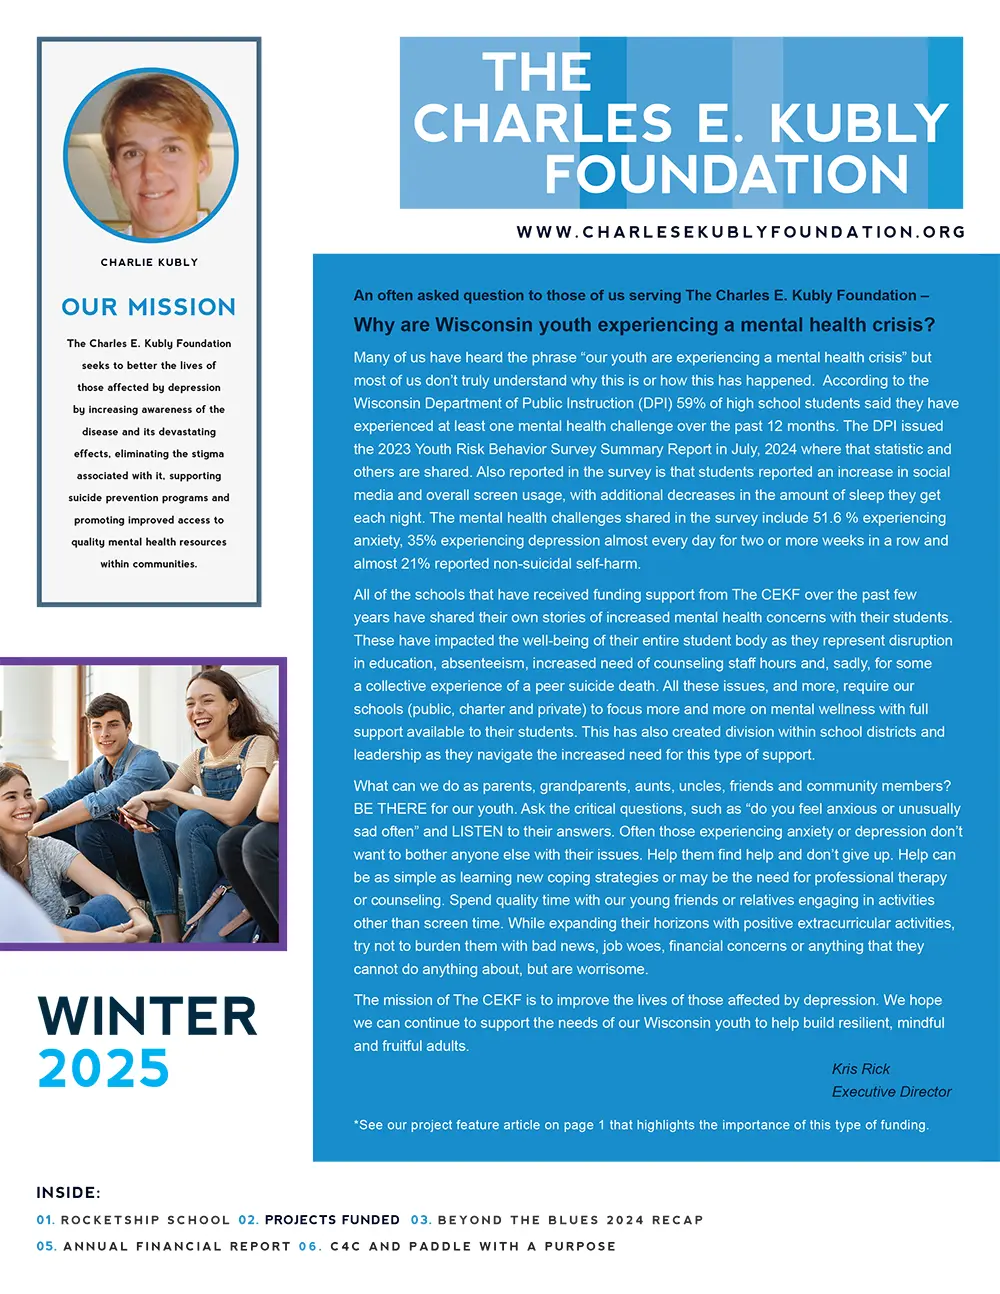 THE
CHARLES E. KUBLY
FOUNDATION
WWW.CHARLESEKUBLYFOUNDATION.ORG
CHARLIE KUBLY
OUR MISSION
The Charles E. Kubly Foundation
seeks to better the lives of
those affected by depression
by increasing awareness of the
disease and its devastating
effects, eliminating the stigma
associated with it, supporting
suicide prevention programs and
promoting improved access to
quality mental health resources
within communities.
WINTER
2025
An often asked question to those of us serving The Charles E. Kubly Foundation –
Why are Wisconsin youth experiencing a mental health crisis?
Many of us have heard the phrase “our youth are experiencing a mental health crisis” but
most of us don’t truly understand why this is or how this has happened.  According to the
Wisconsin Department of Public Instruction (DPI) 59% of high school students said they have
experienced at least one mental health challenge over the past 12 months. The DPI issued
the 2023 Youth Risk Behavior Survey Summary Report in July, 2024 where that statistic and
others are shared. Also reported in the survey is that students reported an increase in social
media and overall screen usage, with additional decreases in the amount of sleep they get
each night. The mental health challenges shared in the survey include 51.6 % experiencing
anxiety, 35% experiencing depression almost every day for two or more weeks in a row and
almost 21% reported non-suicidal self-harm.
All of the schools that have received funding support from The CEKF over the past few
years have shared their own stories of increased mental health concerns with their students.
These have impacted the well-being of their entire student body as they represent disruption
in education, absenteeism, increased need of counseling staff hours and, sadly, for some
a collective experience of a peer suicide death. All these issues, and more, require our
schools (public, charter and private) to focus more and more on mental wellness with full
support available to their students. This has also created division within school districts and
leadership as they navigate the increased need for this type of support.
What can we do as parents, grandparents, aunts, uncles, friends and community members?
BE THERE for our youth. Ask the critical questions, such as “do you feel anxious or unusually
sad often” and LISTEN to their answers. Often those experiencing anxiety or depression don’t
want to bother anyone else with their issues. Help them find help and don’t give up. Help can
be as simple as learning new coping strategies or may be the need for professional therapy
or counseling. Spend quality time with our young friends or relatives engaging in activities
other than screen time. While expanding their horizons with positive extracurricular activities,
try not to burden them with bad news, job woes, financial concerns or anything that they
cannot do anything about, but are worrisome.
The mission of The CEKF is to improve the lives of those affected by depression. We hope
we can continue to support the needs of our Wisconsin youth to help build resilient, mindful
and fruitful adults.
Kris Rick
Executive Director
*See our project feature article on page 1 that highlights the importance of this type of funding.
INSIDE:
01. ROCKETSHIP SCHOOL 02. PROJECTS FUNDED 03. BEYOND THE BLUES 2024 RECAP
05. ANNUAL FINANCIAL REPORT 06. C4C AND PADDLE WITH A PURPOSE